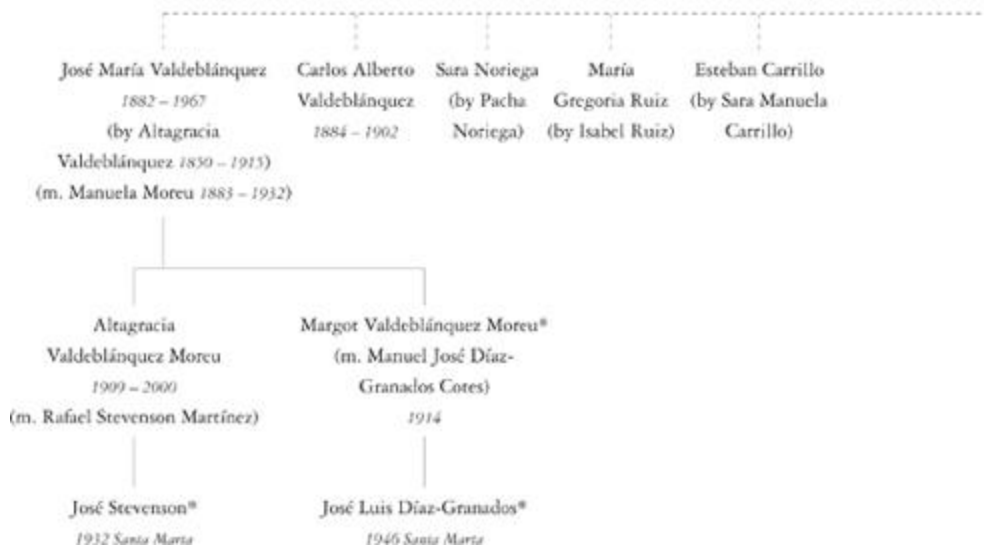 José María Valdeblánquez
1882 – 1967
(by Altagracia
Valdeblánquez 1850 – 1915)
(m. Manuela Moreu 1883 – 1932)
Carlos Alberto
Valdeblánquez
1884 – 1902
Sara Noriega
(by Pacha
Noriega)
María
Gregoria Ruiz
(by Isabel Ruiz)
Esteban Carrillo
(by Sara Manuela
Carrillo)
Altagracia
Valdeblánquez Moreu
1909 – 2000
(m. Rafael Stevenson Martínez)
Margot Valdeblánquez Moreu*
(m. Manuel José Díaz-
Granados Cotes)
1914
José Stevenson*
1932 Santa Marta
José Luis Díaz-Granados*
1946 Santa Marta